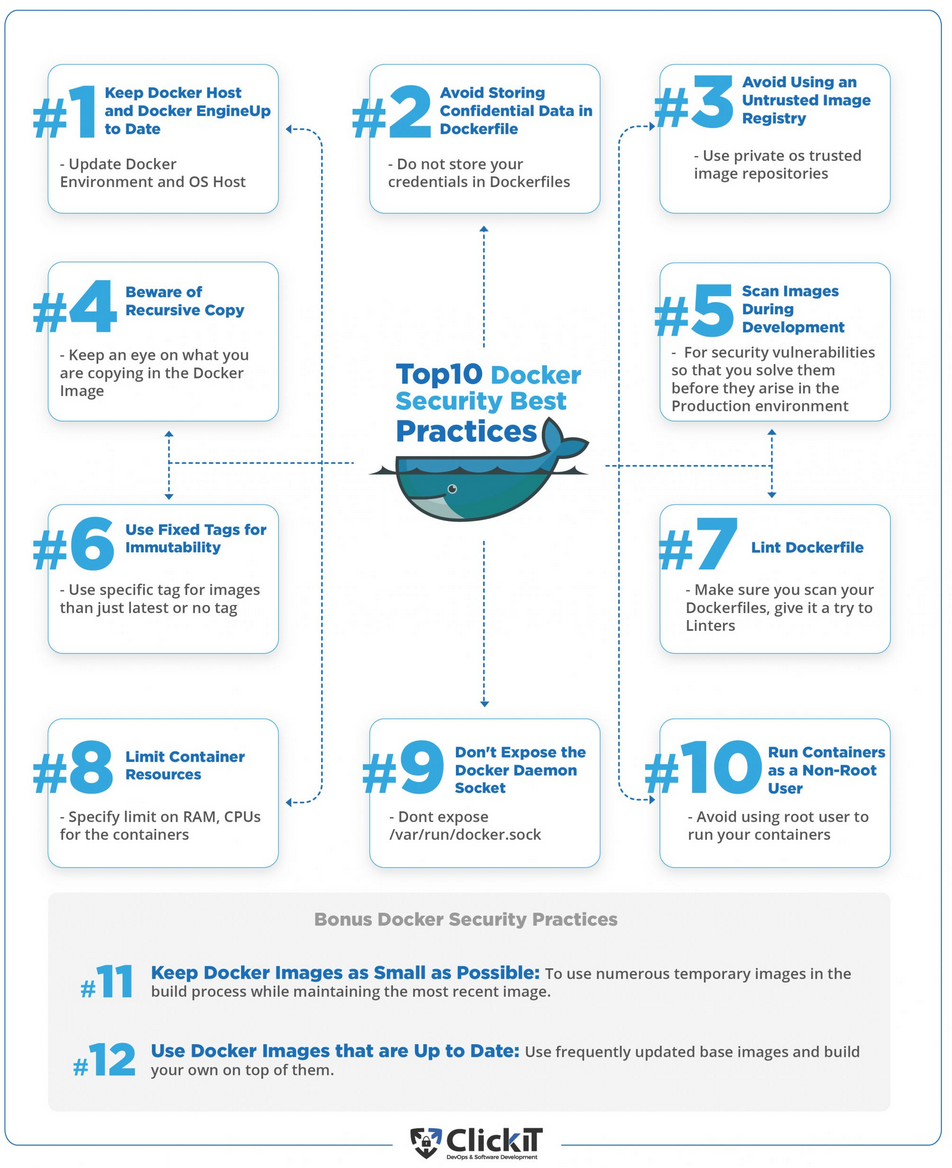 #1 Keep Docker Host
and Docker EngineUp
to Date
- Update Docker
Environment and OS Host
#2 Avoid Storing
Confidential Data in
Dockerfile
- Do not store your
credentials in Dockerfiles
#3 Avoid Using an
Untrusted Image
Registry
- Use private os trusted
image repositories
#4 Beware of
Recursive Copy
- Keep an eye on what you
are copying in the Docker
Image
Top10 Docker
Security Best
Practices
#5 Scan Images
During
Development
- For security vulnerabilities
so that you solve them
before they arise in the
Production environment
#6 Use Fixed Tags for
Immutability
- Use specific tag for images
than just latest or no tag
#7 Lint Dockerfile
- Make sure you scan your
Dockerfiles, give it a try to
Linters
#8 Limit Container
Resources
- Specify limit on RAM, CPUs
for the containers
#9 Don't Expose the
Docker Daemon
Socket
- Dont expose
/var/run/docker.sock
#10 Run Containers
as a Non-Root
User
- Avoid using root user to
run your containers
Bonus Docker Security Practices
#11 Keep Docker Images as Small as Possible: To use numerous temporary images in the
build process while maintaining the most recent image.
#12 Use Docker Images that are Up to Date: Use frequently updated base images and build
your own on top of them.
ClickIT
DevOps & Software Development